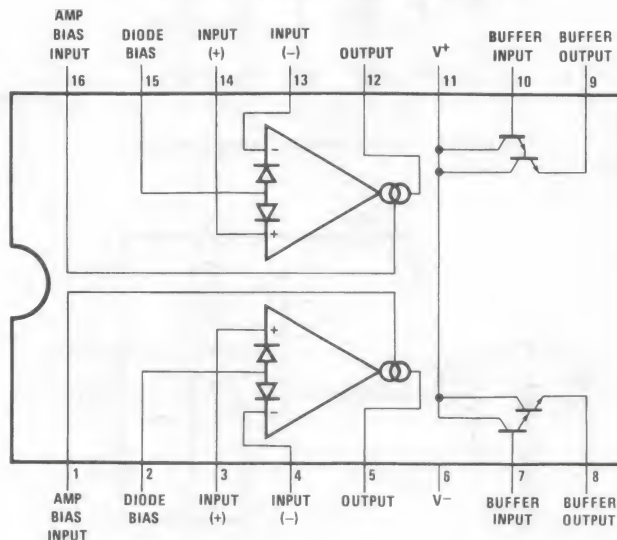 AMP
BIAS
INPUT
DIODE
BIAS
INPUT
(+)
INPUT
(−)
OUTPUT
V+
BUFFER
INPUT
BUFFER
OUTPUT
16 15 14 13 12 11 10 9
−
+
+
−
1 2 3 4 5 6 7 8
AMP
BIAS
INPUT
DIODE
BIAS
INPUT
(+)
INPUT
(−)
OUTPUT
V−
BUFFER
INPUT
BUFFER
OUTPUT